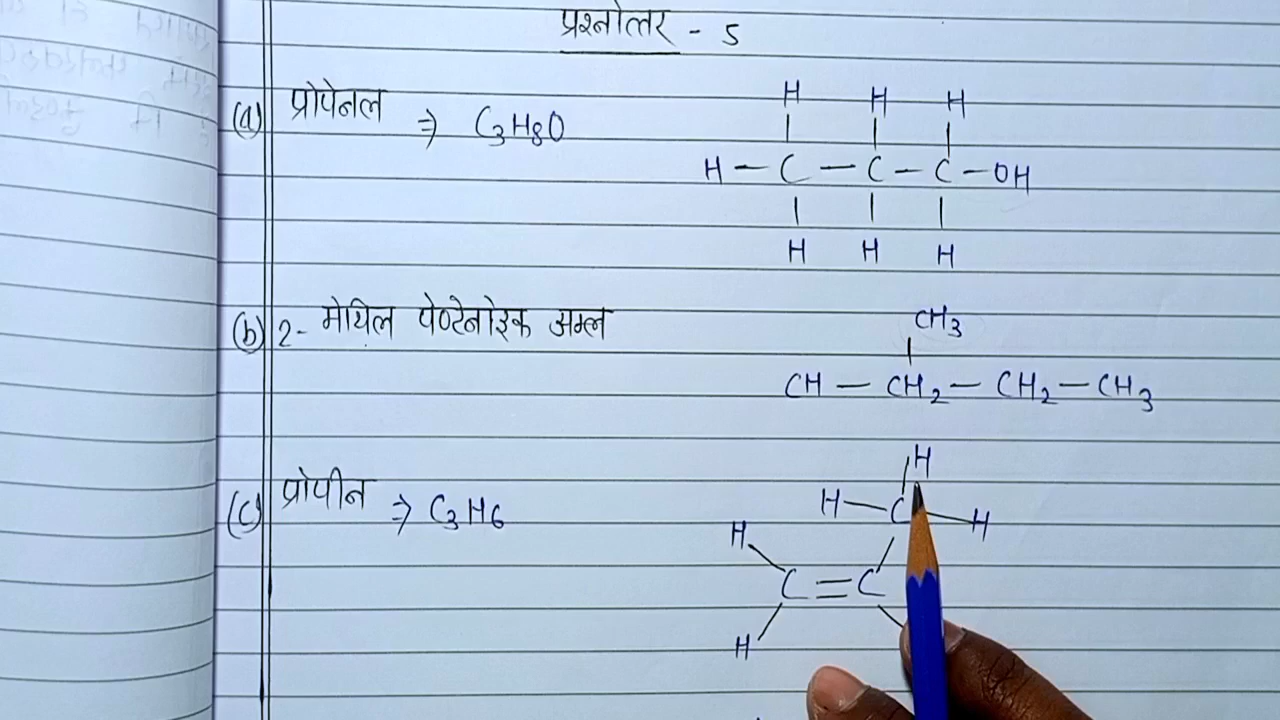 प्रश्नोत्तर - 5
(a) प्रोपेनल ⇒ C3H8O
H H H
H - C - C - C - OH
H H H
(b) 2- मेथिल पेण्टेनोइक अम्ल
CH3
CH - CH2 - CH2 - CH3
(c) प्रोपीन ⇒ C3H6
H
H - C - H
H
C = C
H